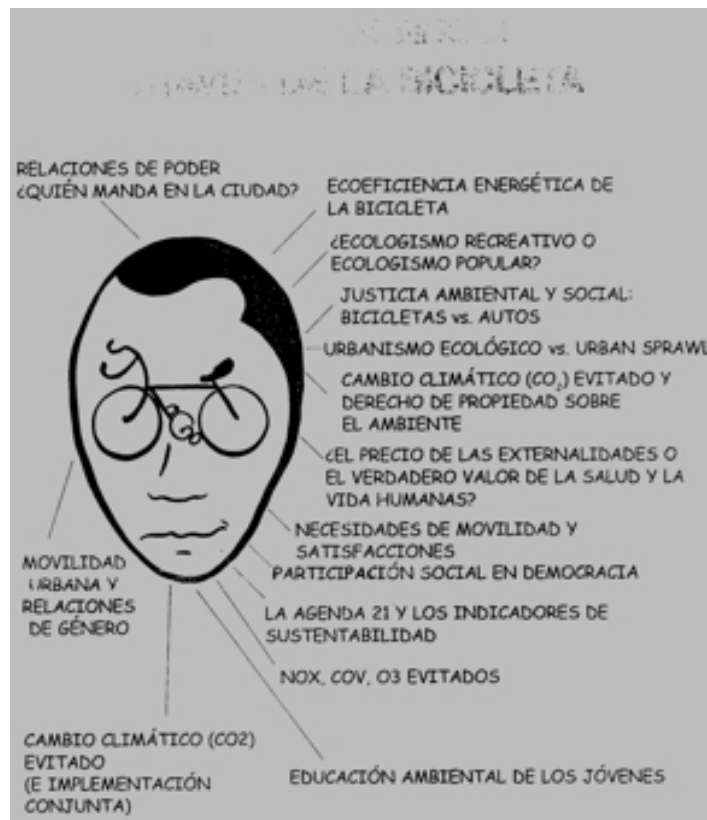 DE LA BICICLETA
RELACIONES DE PODER
¿QUIÉN MANDA EN LA CIUDAD?
ECOEFICIENCIA ENERGÉTICA DE
LA BICICLETA
¿ECOLOGISMO RECREATIVO O
ECOLOGISMO POPULAR?
JUSTICIA AMBIENTAL Y SOCIAL:
BICICLETAS vs. AUTOS
URBANISMO ECOLÓGICO vs. URBAN SPRAWL
CAMBIO CLIMÁTICO (CO₂) EVITADO Y
DERECHO DE PROPIEDAD SOBRE
EL AMBIENTE
¿EL PRECIO DE LAS EXTERNALIDADES O
EL VERDADERO VALOR DE LA SALUD Y LA
VIDA HUMANAS?
NECESIDADES DE MOVILIDAD Y
SATISFACCIONES
PARTICIPACIÓN SOCIAL EN DEMOCRACIA
MOVILIDAD
URBANA Y
RELACIONES
DE GÉNERO
LA AGENDA 21 Y LOS INDICADORES DE
SUSTENTABILIDAD
NOX, COV, O3 EVITADOS
CAMBIO CLIMÁTICO (CO2)
EVITADO
(E IMPLEMENTACIÓN
CONJUNTA)
EDUCACIÓN AMBIENTAL DE LOS JÓVENES